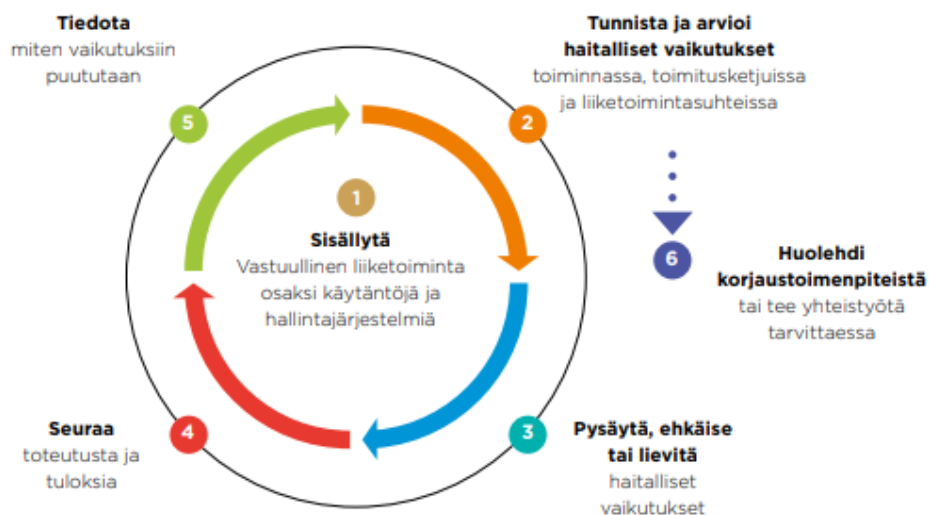 1
Sisällytä
Vastuullinen liiketoiminta
osaksi käytäntöjä ja
hallintajärjestelmiä
2
Tunnista ja arvioi
haitalliset vaikutukset
toiminnassa, toimitusketjuissa
ja liiketoimintasuhteissa
3
Pysäytä, ehkäise
tai lievitä
haitalliset
vaikutukset
4
Seuraa
toteutusta ja
tuloksia
5
Tiedota
miten vaikutuksiin
puututaan
6
Huolehdi
korjaustoimenpiteistä
tai tee yhteistyötä
tarvittaessa